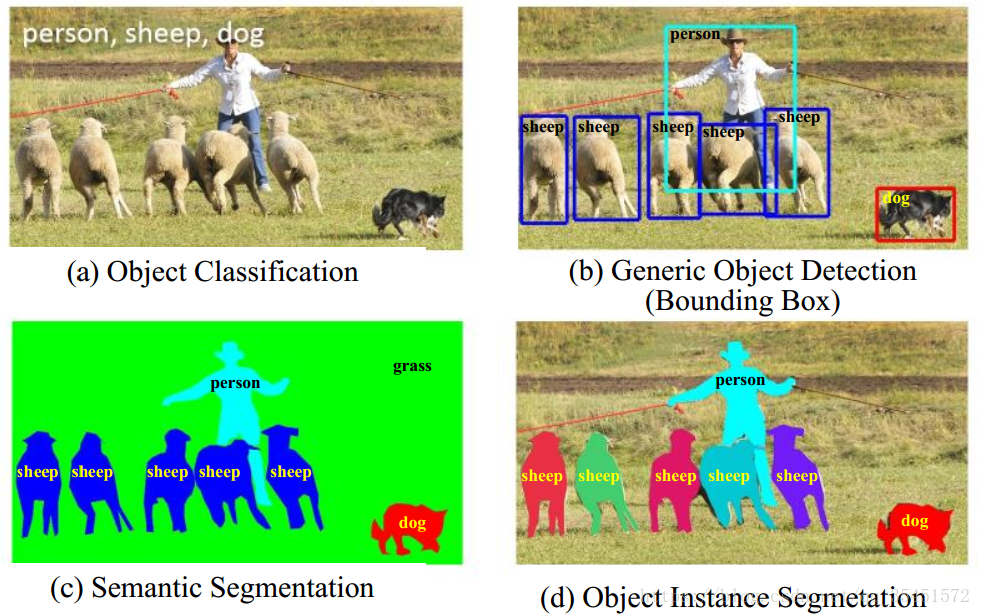 person, sheep, dog
person
sheep
sheep
sheep
sheep
sheep
dog
(a) Object Classification
(b) Generic Object Detection
(Bounding Box)
grass
person
sheep
sheep
sheep
sheep
sheep
dog
person
sheep
sheep
sheep
sheep
sheep
dog
(c) Semantic Segmentation
(d) Object Instance Segmetation